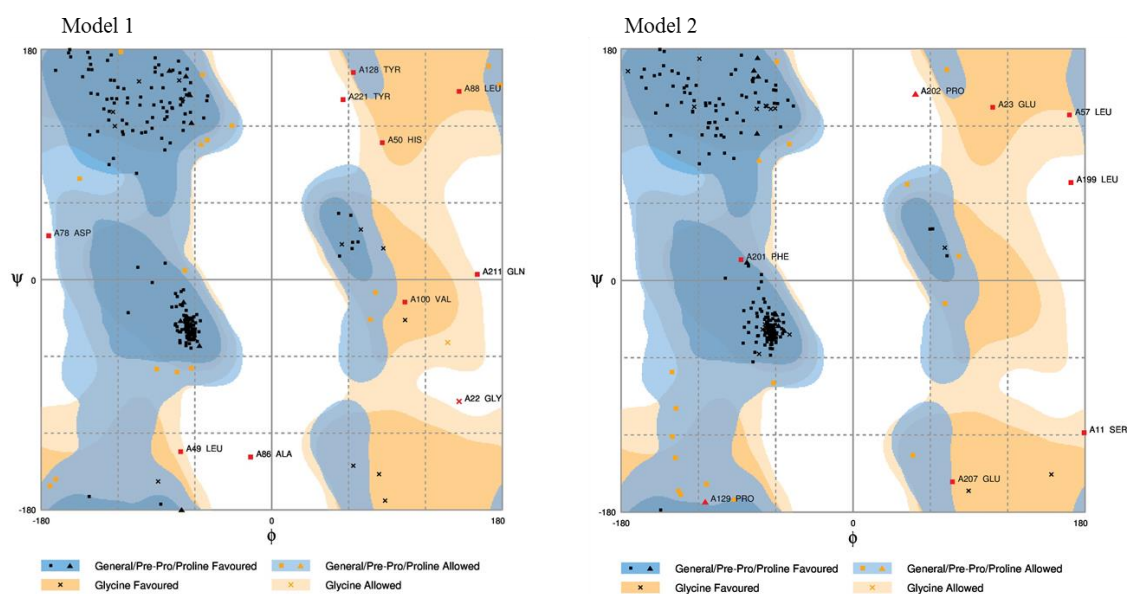 Model 1
180
A128 TYR
A88 LEU
A221 TYR
A50 HIS
A78 ASP
Ψ 0
A211 GLN
A100 VAL
A22 GLY
A49 LEU
A86 ALA
-180
-180 0 180
ϕ
General/Pre-Pro/Proline Favoured General/Pre-Pro/Proline Allowed
Glycine Favoured Glycine Allowed
Model 2
180
A202 PRO
A23 GLU
A57 LEU
A199 LEU
A201 PHE
Ψ 0
A11 SER
A207 GLU
A129 PRO
-180
-180 0 180
ϕ
General/Pre-Pro/Proline Favoured General/Pre-Pro/Proline Allowed
Glycine Favoured Glycine Allowed